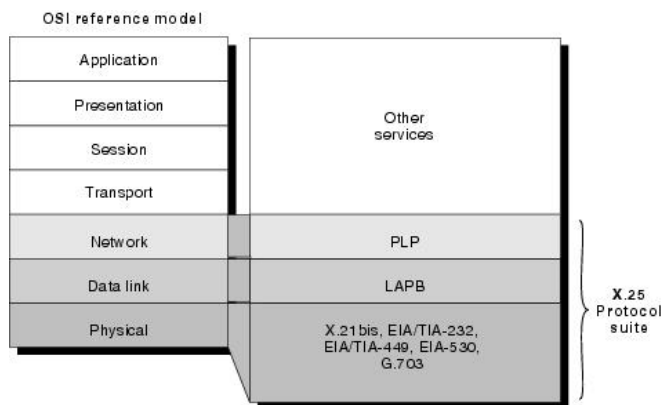 OSI reference model
Application
Presentation
Session
Transport
Network
Data link
Physical
Other
services
PLP
LAPB
X.21bis, EIA/TIA-232,
EIA/TIA-449, EIA-530,
G.703
X.25
Protocol
suite